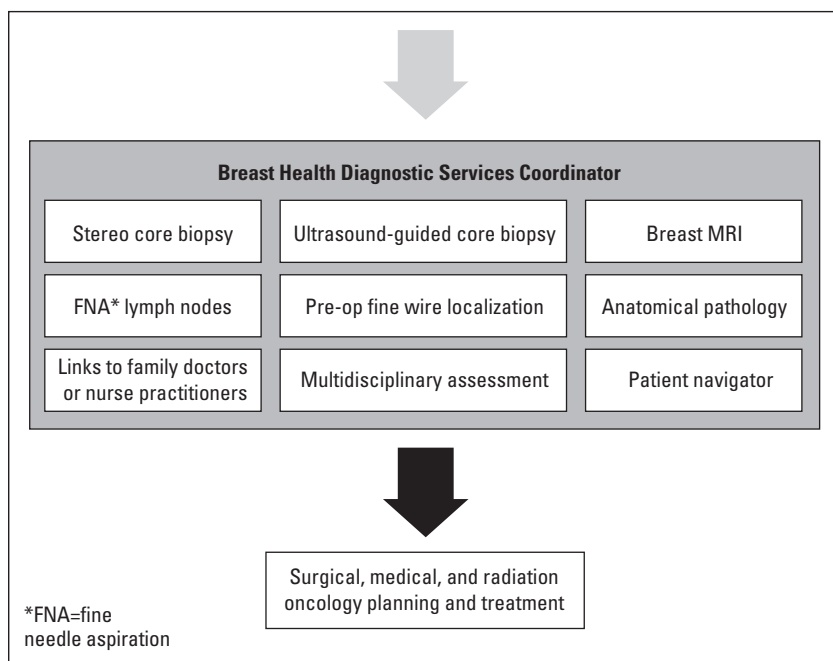 Breast Health Diagnostic Services Coordinator
Stereo core biopsy
Ultrasound-guided core biopsy
Breast MRI
FNA* lymph nodes
Pre-op fine wire localization
Anatomical pathology
Links to family doctors
or nurse practitioners
Multidisciplinary assessment
Patient navigator
Surgical, medical, and radiation
oncology planning and treatment
*FNA=fine
needle aspiration